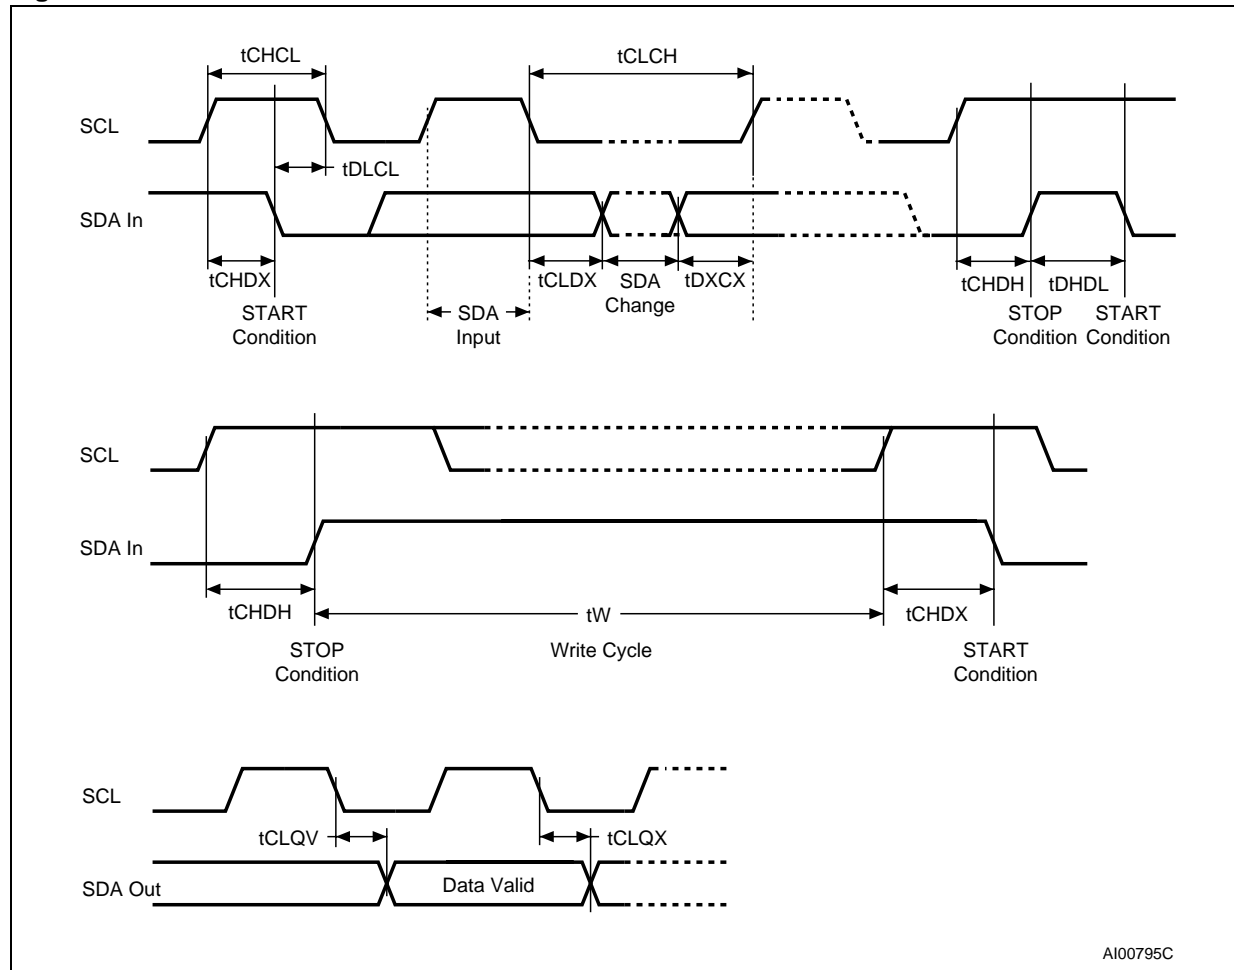 tCHCL
tCLCH
SCL
tDLCL
SDA In
tCHDX
tCLDX
SDA
Change
tDXCX
tCHDH
tDHDL
START
Condition
SDA
Input
STOP
Condition
START
Condition
SCL
SDA In
tCHDH
tW
tCHDX
STOP
Condition
Write Cycle
START
Condition
SCL
tCLQV
tCLQX
SDA Out
Data Valid
AI00795C